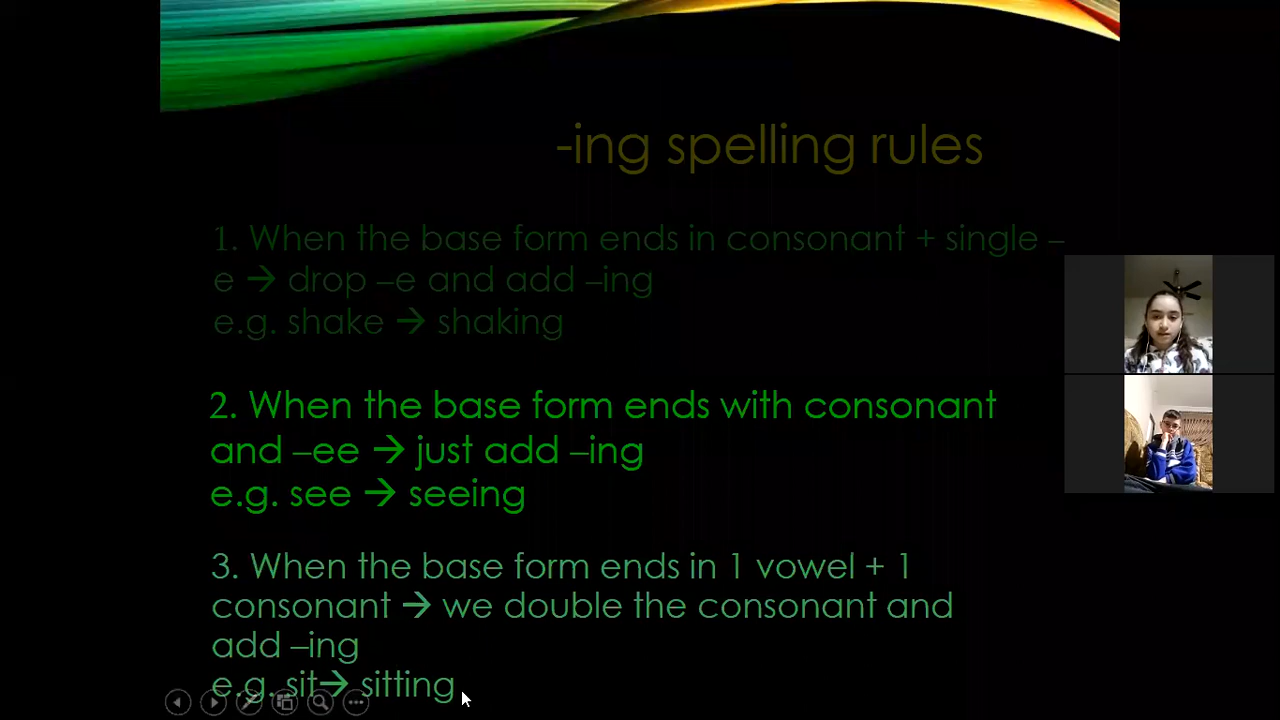 -ing spelling rules
1. When the base form ends in consonant + single –
e → drop –e and add –ing
e.g. shake → shaking
2. When the base form ends with consonant
and –ee → just add –ing
e.g. see → seeing
3. When the base form ends in 1 vowel + 1
consonant → we double the consonant and
add –ing
e.g. sit→ sitting